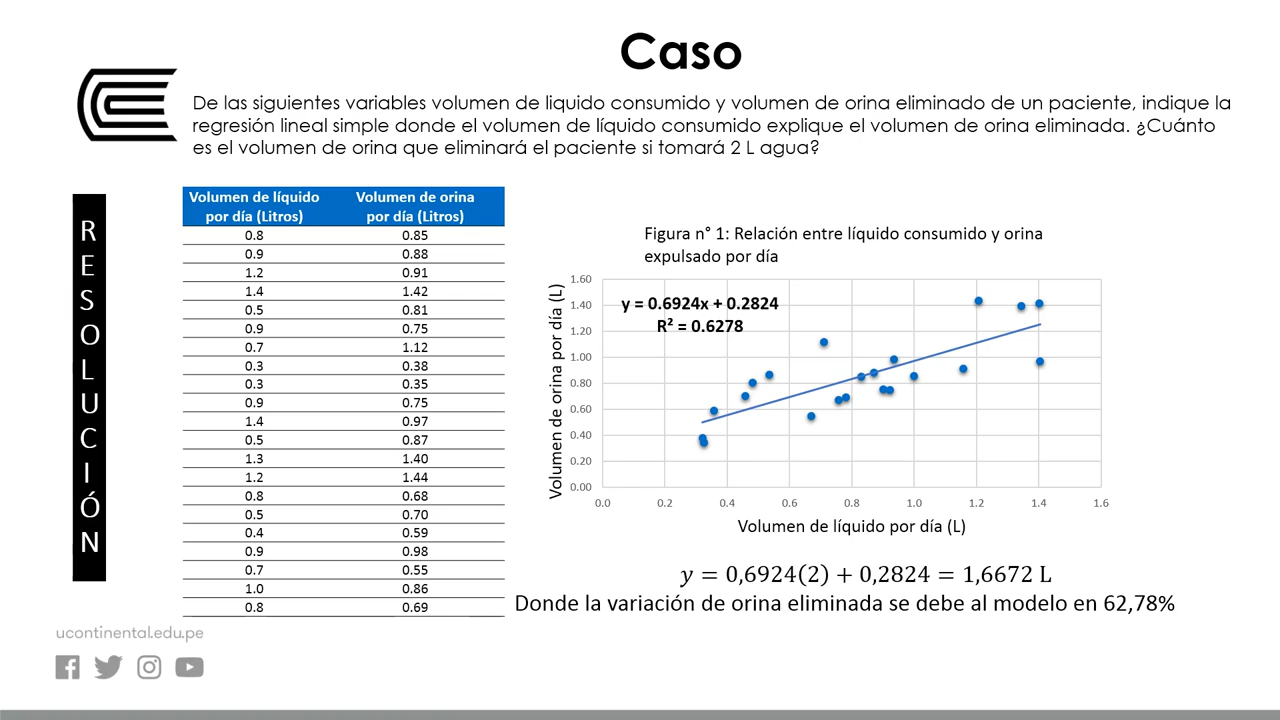 Caso
De las siguientes variables volumen de liquido consumido y volumen de orina eliminado de un paciente, indique la
regresión lineal simple donde el volumen de líquido consumido explique el volumen de orina eliminada. ¿Cuánto
es el volumen de orina que eliminará el paciente si tomará 2 L agua?
R
E
S
O
L
U
C
I
Ó
N
Volumen de líquido por día (Litros) Volumen de orina por día (Litros)
0.8 0.85
0.9 0.88
1.2 0.91
1.4 1.42
0.5 0.81
0.9 0.75
0.7 1.12
0.3 0.38
0.3 0.35
0.9 0.75
1.4 0.97
0.5 0.87
1.3 1.40
1.2 1.44
0.8 0.68
0.5 0.70
0.4 0.59
0.9 0.98
0.7 0.55
1.0 0.86
0.8 0.69
Figura n° 1: Relación entre líquido consumido y orina
expulsado por día
Volumen de orina por día (L)
1.60
1.40
1.20
1.00
0.80
0.60
0.40
0.20
0.00
y = 0.6924x + 0.2824
R² = 0.6278
0.0 0.2 0.4 0.6 0.8 1.0 1.2 1.4 1.6
Volumen de líquido por día (L)
y = 0,6924(2) + 0,2824 = 1,6672 L
Donde la variación de orina eliminada se debe al modelo en 62,78%
ucontinental.edu.pe